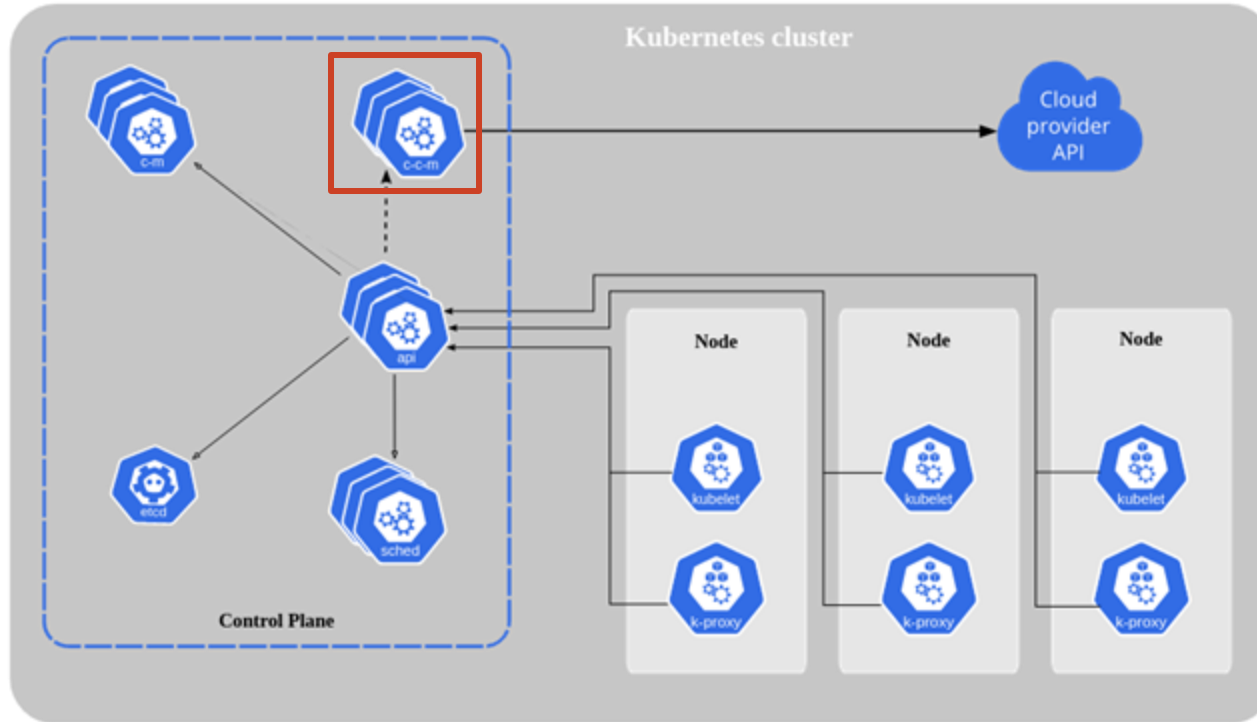 Kubernetes cluster
c-m
c-c-m
Cloud
provider
API
api
etcd
sched
Control Plane
Node
kubelet
k-proxy
Node
kubelet
k-proxy
Node
kubelet
k-proxy